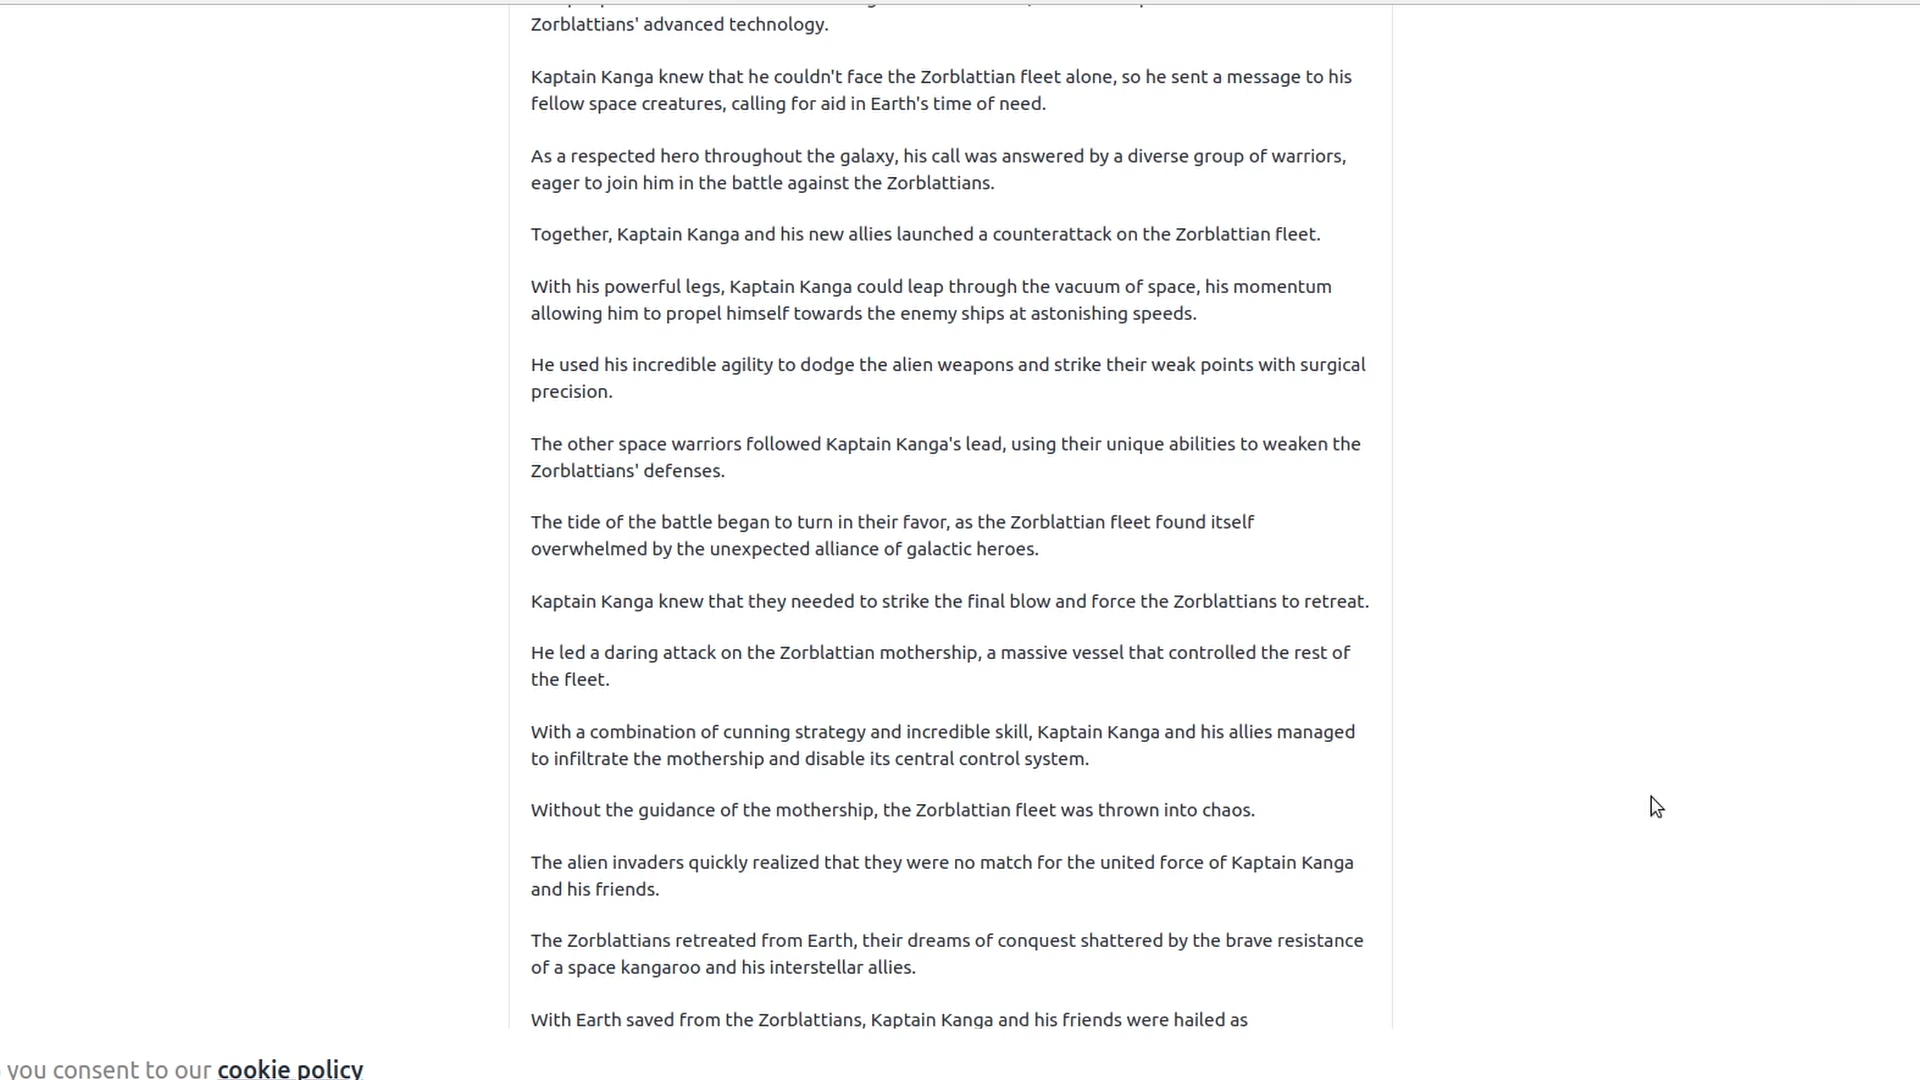 Zorblattians' advanced technology.
Kaptain Kanga knew that he couldn't face the Zorblattian fleet alone, so he sent a message to his
fellow space creatures, calling for aid in Earth's time of need.
As a respected hero throughout the galaxy, his call was answered by a diverse group of warriors,
eager to join him in the battle against the Zorblattians.
Together, Kaptain Kanga and his new allies launched a counterattack on the Zorblattian fleet.
With his powerful legs, Kaptain Kanga could leap through the vacuum of space, his momentum
allowing him to propel himself towards the enemy ships at astonishing speeds.
He used his incredible agility to dodge the alien weapons and strike their weak points with surgical
precision.
The other space warriors followed Kaptain Kanga's lead, using their unique abilities to weaken the
Zorblattians' defenses.
The tide of the battle began to turn in their favor, as the Zorblattian fleet found itself
overwhelmed by the unexpected alliance of galactic heroes.
Kaptain Kanga knew that they needed to strike the final blow and force the Zorblattians to retreat.
He led a daring attack on the Zorblattian mothership, a massive vessel that controlled the rest of
the fleet.
With a combination of cunning strategy and incredible skill, Kaptain Kanga and his allies managed
to infiltrate the mothership and disable its central control system.
Without the guidance of the mothership, the Zorblattian fleet was thrown into chaos.
The alien invaders quickly realized that they were no match for the united force of Kaptain Kanga
and his friends.
The Zorblattians retreated from Earth, their dreams of conquest shattered by the brave resistance
of a space kangaroo and his interstellar allies.
With Earth saved from the Zorblattians, Kaptain Kanga and his friends were hailed as
you consent to our cookie policy